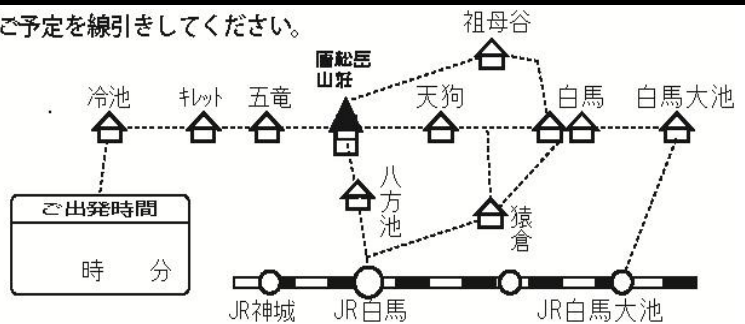 ご予定を線引きしてください。
祖母谷
唐松岳
山荘
冷池
キレット
五竜
天狗
白馬
白馬大池
八方池
猿倉
ご出発時間
時 分
JR神城
JR白馬
JR白馬大池